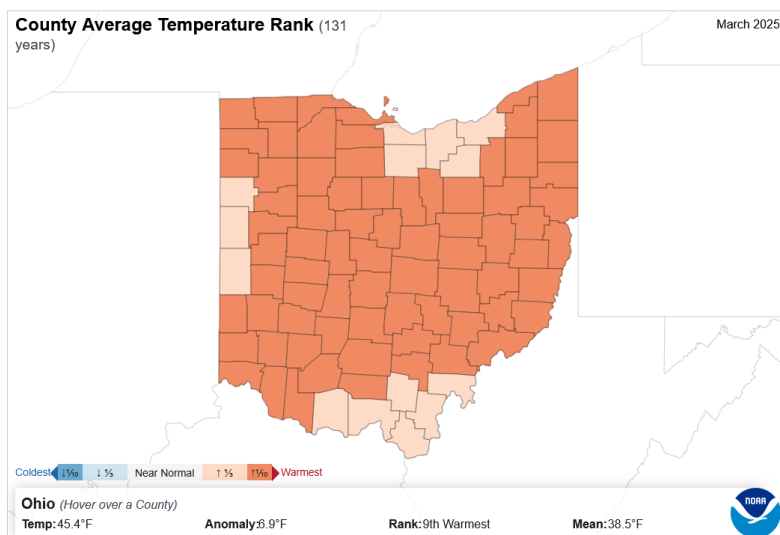 County Average Temperature Rank (131
years)
March 2025
Coldest ↓⅒ ↓ ⅓ Near Normal ↑ ⅓ ↑⅒ Warmest
Ohio (Hover over a County)
Temp:45.4°F Anomaly:6.9°F Rank:9th Warmest Mean:38.5°F
NOAA